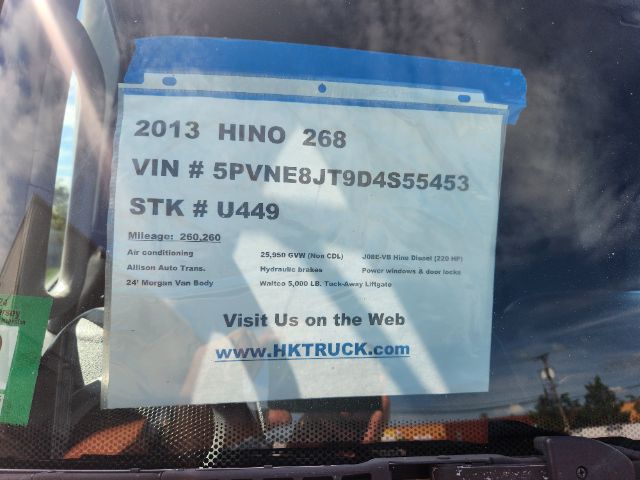 2013 HINO 268
VIN # 5PVNE8JT9D4S55453
STK # U449
Mileage: 260,260
Air conditioning 25,950 GVW (Non CDL) J08E-VB Hino Diesel (220 HP)
Allison Auto Trans. Hydraulic brakes Power windows & door locks
24' Morgan Van Body Waltco 5,000 LB. Tuck-Away Liftgate
Visit Us on the Web
www.HKTRUCK.com
24